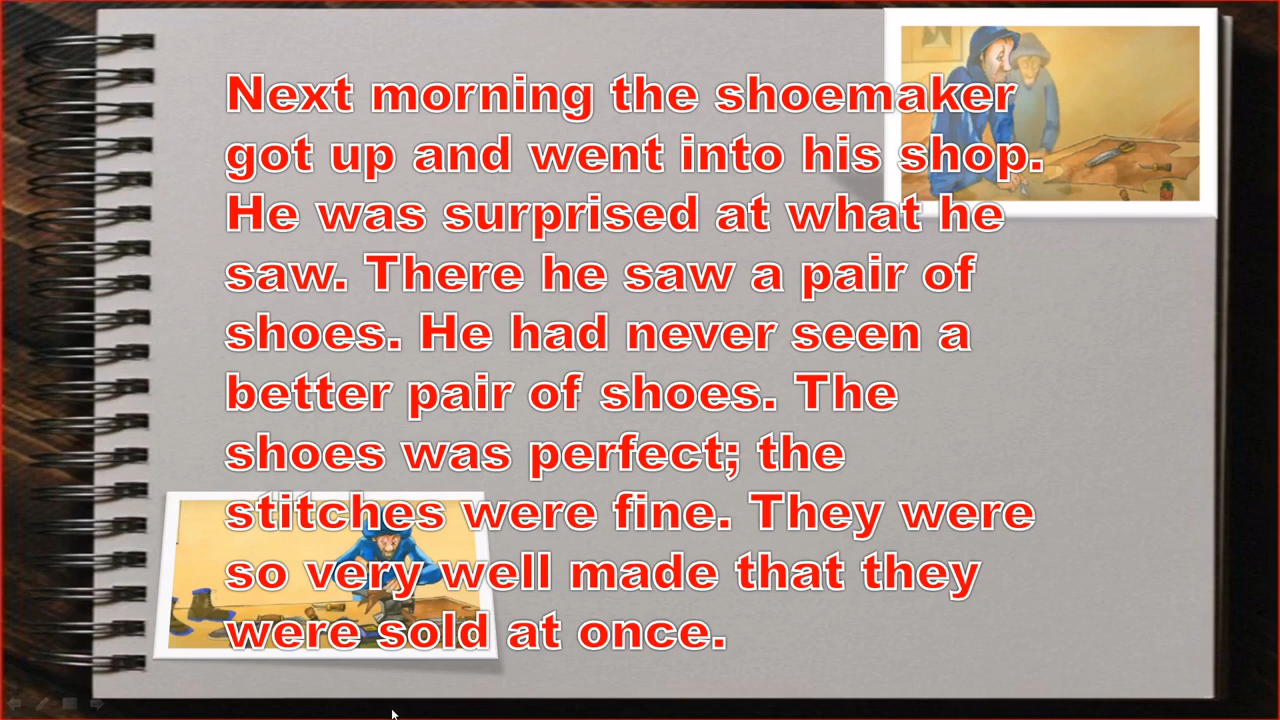 Next morning the shoemaker
got up and went into his shop.
He was surprised at what he
saw. There he saw a pair of
shoes. He had never seen a
better pair of shoes. The
shoes was perfect; the
stitches were fine. They were
so very well made that they
were sold at once.